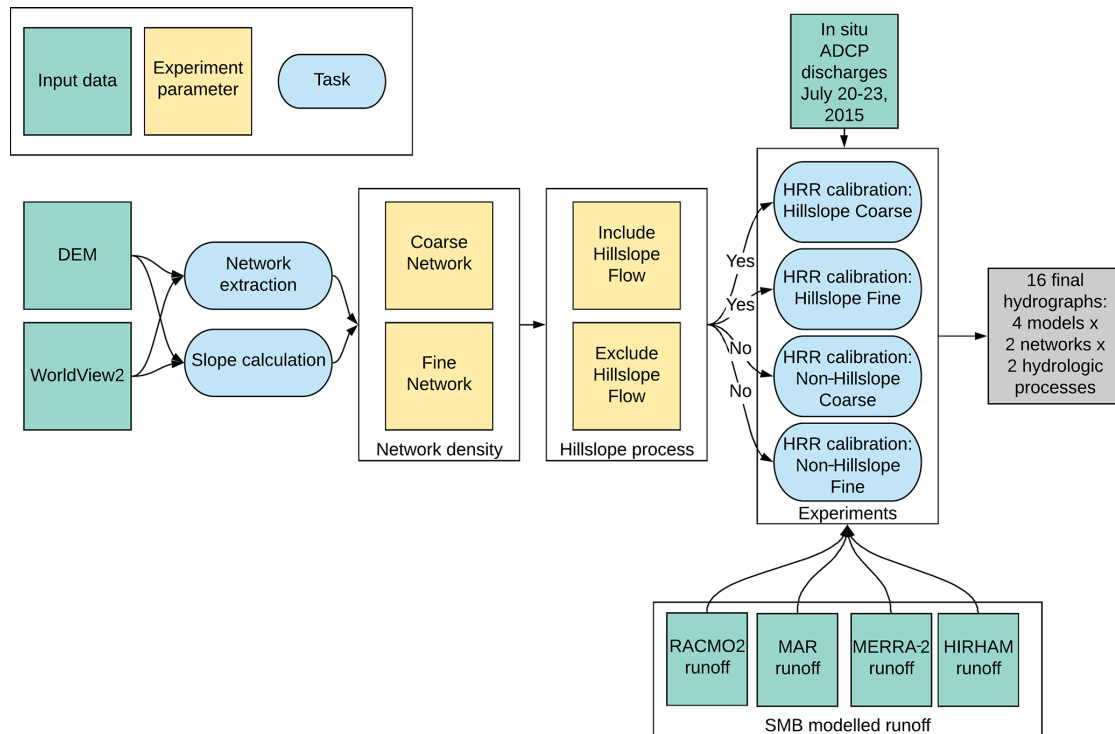 Input data
Experiment
parameter
Task
In situ
ADCP
discharges
July 20-23,
2015
DEM
WorldView2
Network
extraction
Slope calculation
Coarse
Network
Fine
Network
Network density
Include
Hillslope
Flow
Exclude
Hillslope
Flow
Hillslope process
Yes
Yes
No
No
HRR calibration:
Hillslope Coarse
HRR calibration:
Hillslope Fine
HRR calibration:
Non-Hillslope
Coarse
HRR calibration:
Non-Hillslope
Fine
Experiments
16 final
hydrographs:
4 models x
2 networks x
2 hydrologic
processes
RACMO2
runoff
MAR
runoff
MERRA-2
runoff
HIRHAM
runoff
SMB modelled runoff